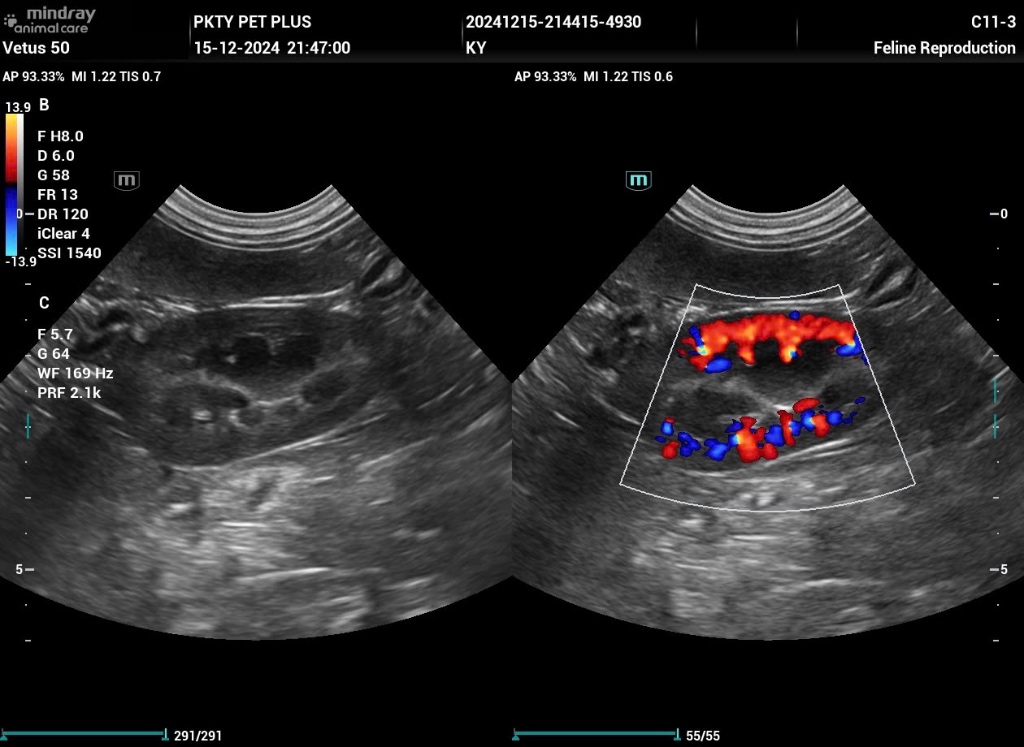 mindray
animal care
Vetus 50
PKTY PET PLUS
15-12-2024 21:47:00
20241215-214415-4930
KY
C11-3
Feline Reproduction
AP 93.33% MI 1.22 TIS 0.7
AP 93.33% MI 1.22 TIS 0.6
13.9
B
F H8.0
D 6.0
G 58
FR 13
DR 120
iClear 4
SSI 1540
0
-13.9
C
F 5.7
G 64
WF 169 Hz
PRF 2.1k
m
m
0
5
5
291/291
55/55